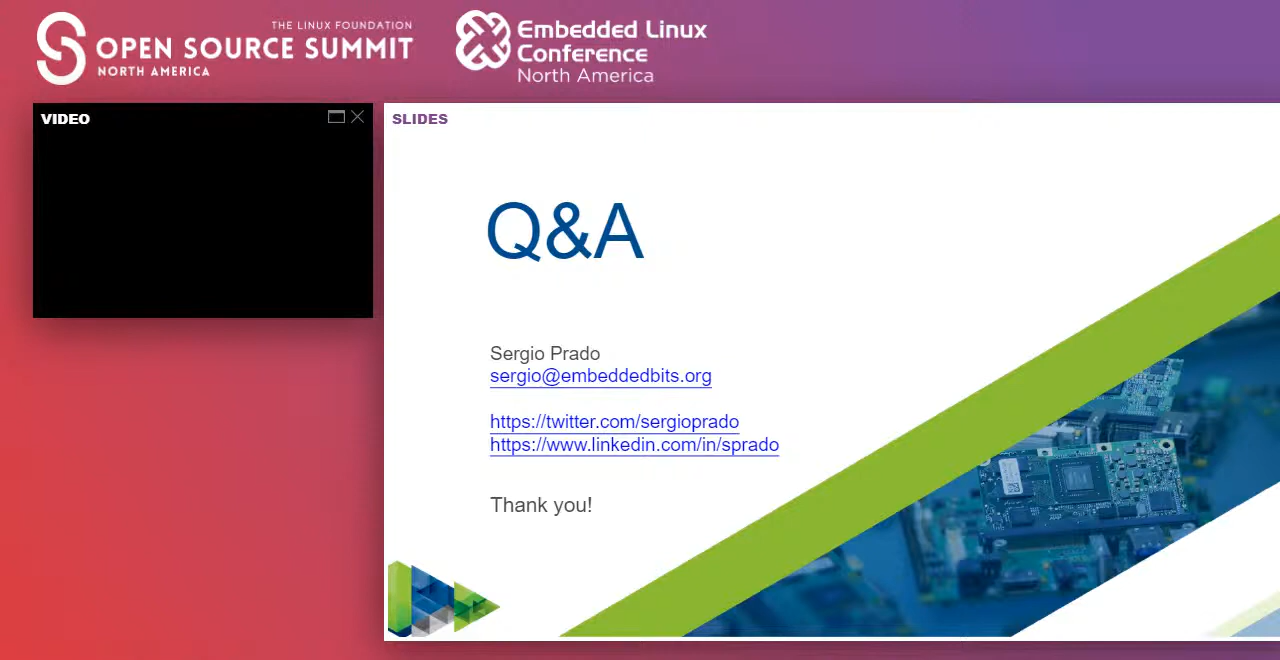 THE LINUX FOUNDATION
OPEN SOURCE SUMMIT
NORTH AMERICA
Embedded Linux
Conference
North America
VIDEO
SLIDES
Q&A
Sergio Prado
sergio@embeddedbits.org
https://twitter.com/sergioprado
https://www.linkedin.com/in/sprado
Thank you!